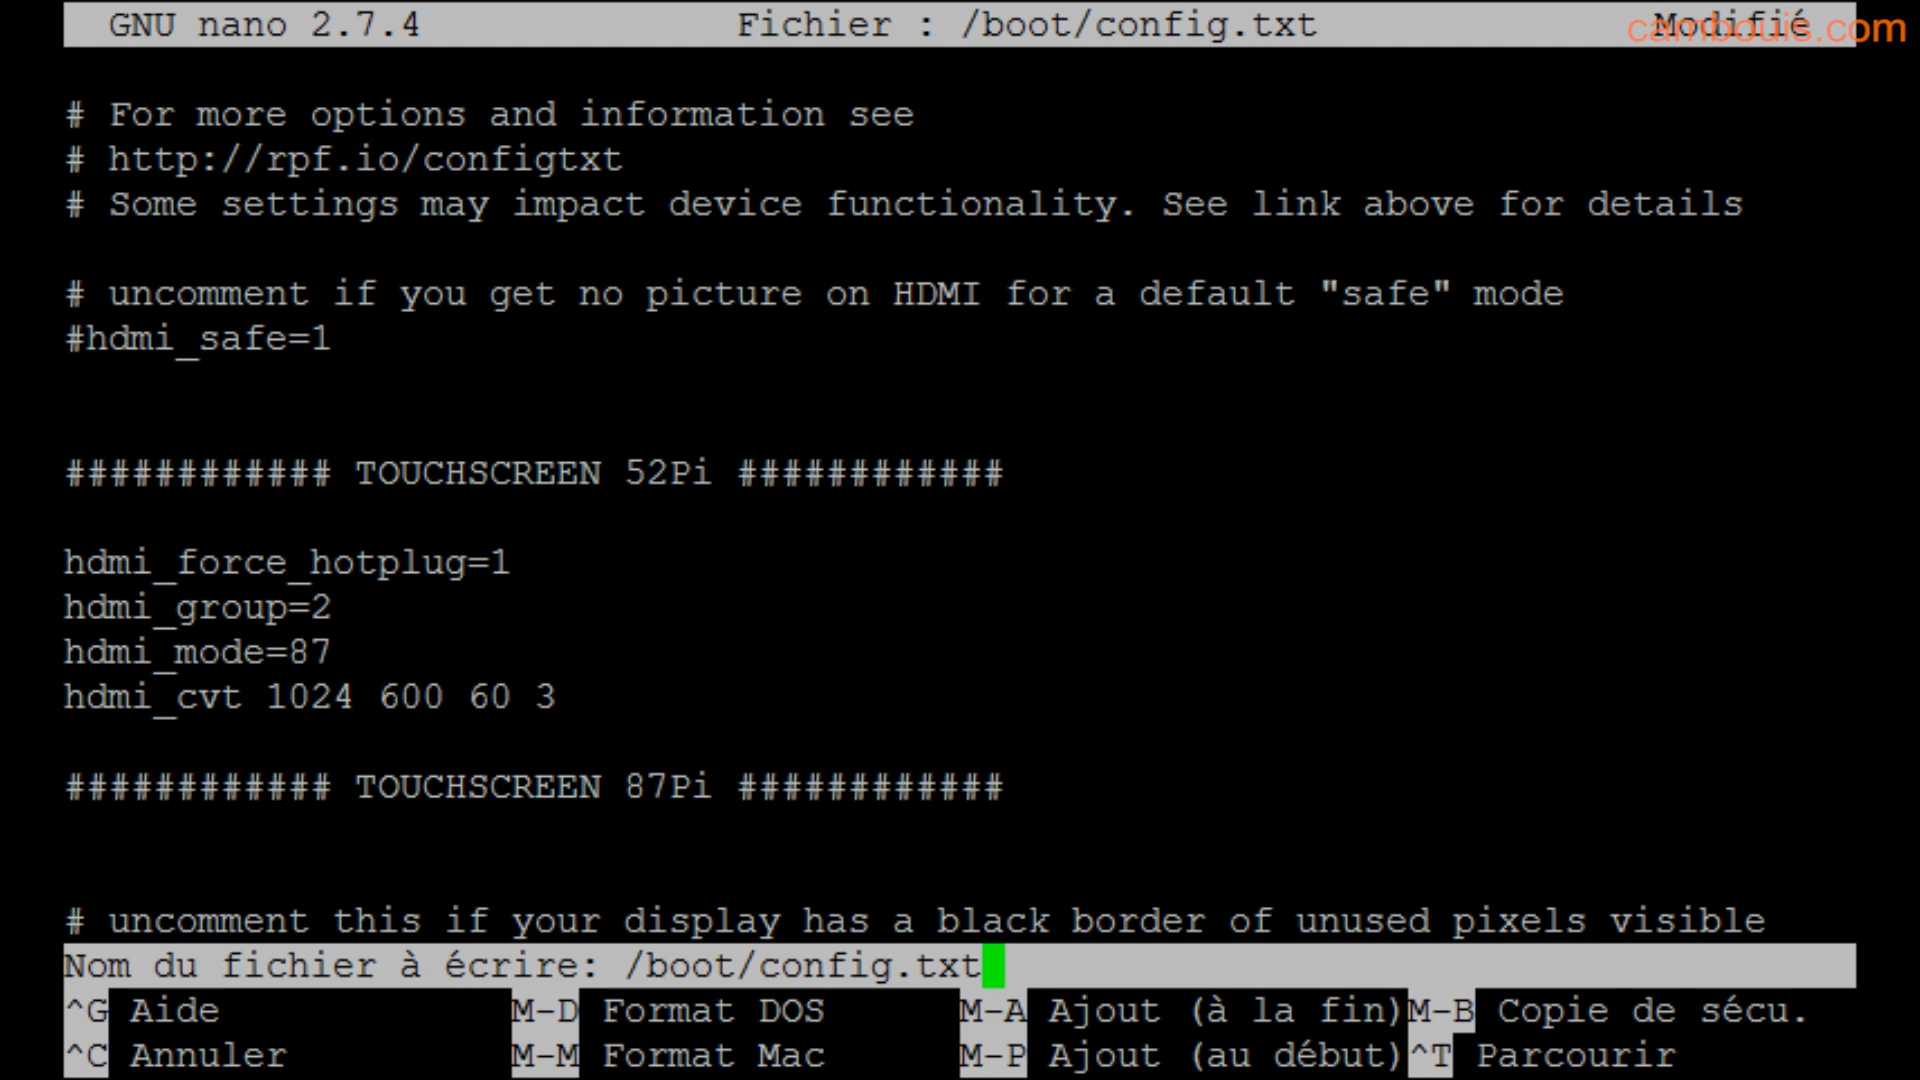 GNU nano 2.7.4 Fichier : /boot/config.txt Modifié
cambouis.com
# For more options and information see
# http://rpf.io/configtxt
# Some settings may impact device functionality. See link above for details
# uncomment if you get no picture on HDMI for a default "safe" mode
#hdmi_safe=1
############ TOUCHSCREEN 52Pi ############
hdmi_force_hotplug=1
hdmi_group=2
hdmi_mode=87
hdmi_cvt 1024 600 60 3
############ TOUCHSCREEN 87Pi ############
# uncomment this if your display has a black border of unused pixels visible
Nom du fichier à écrire: /boot/config.txt
^G Aide M-D Format DOS M-A Ajout (à la fin) M-B Copie de sécu.
^C Annuler M-M Format Mac M-P Ajout (au début) ^T Parcourir